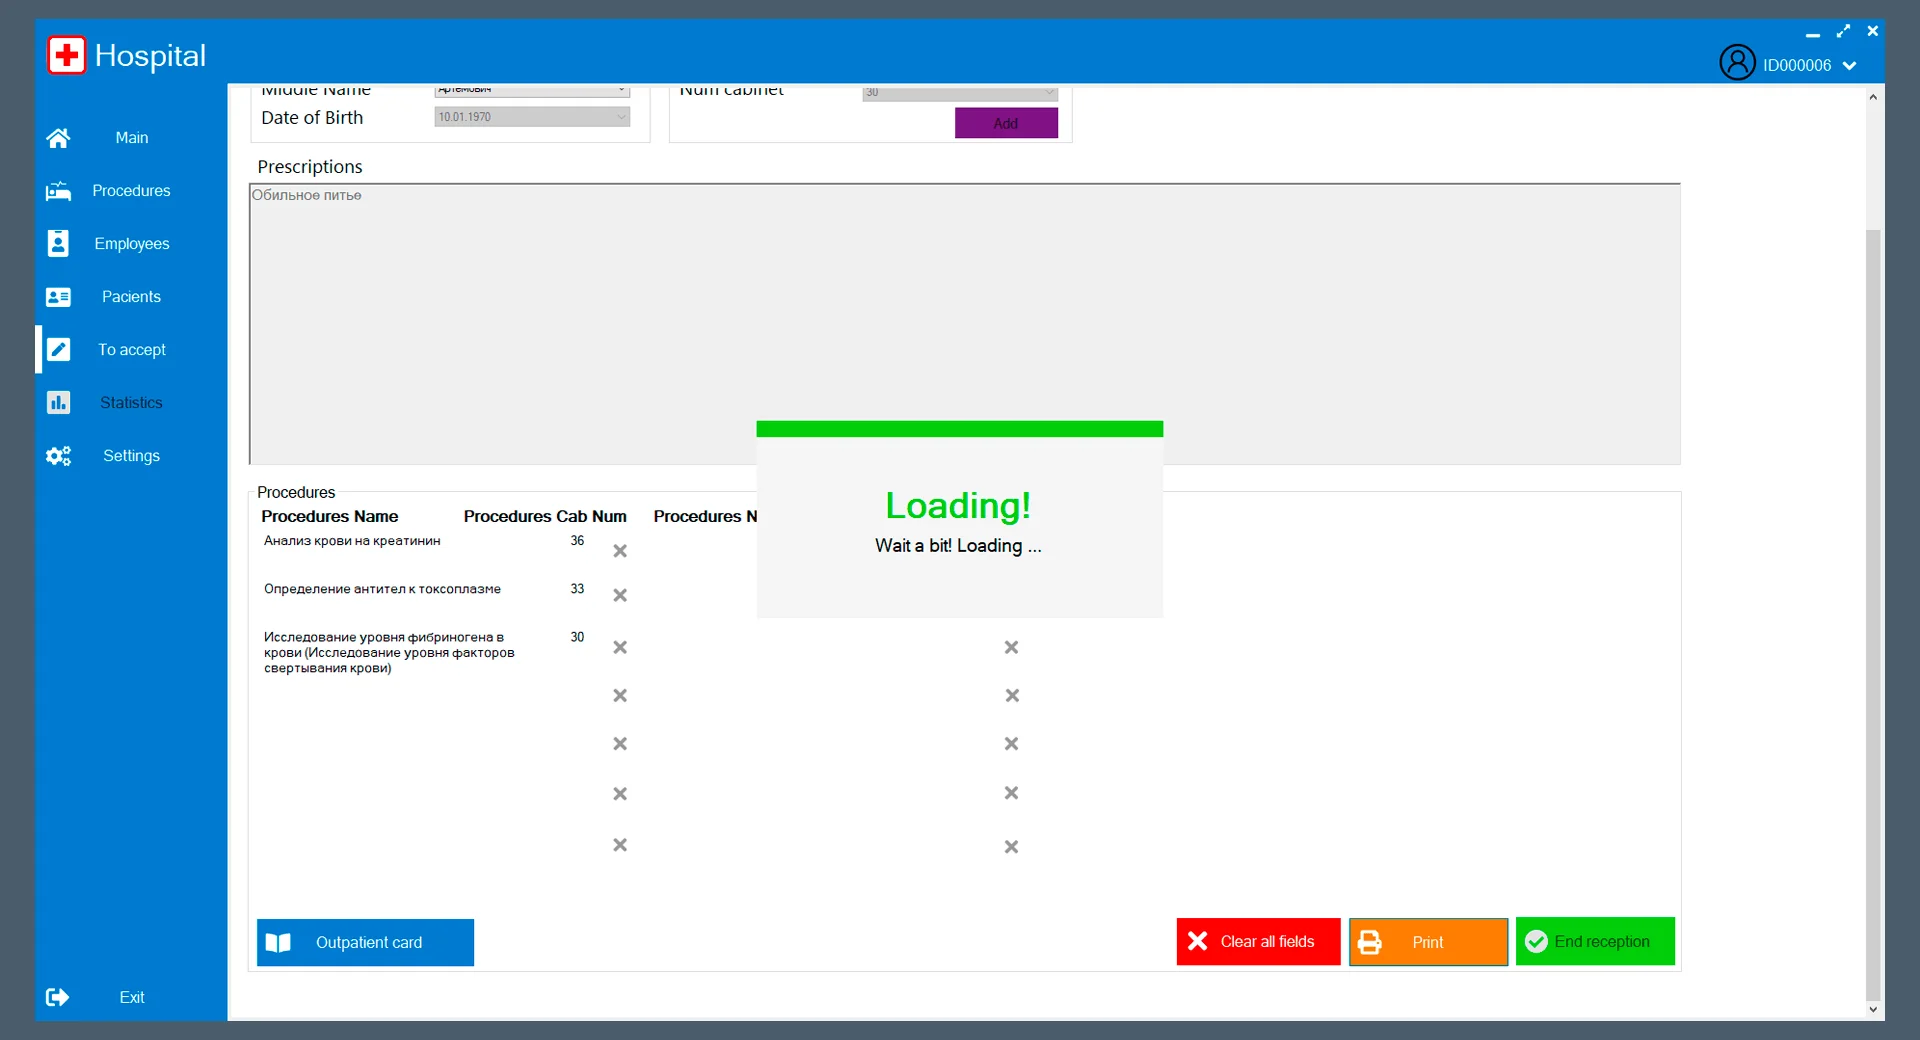 Hospital
ID000006
Main
Procedures
Employees
Pacients
To accept
Statistics
Settings
Exit
Middle Name
Артемович
Date of Birth
10.01.1970
Num cabinet
30
Add
Prescriptions
Обильное питье
Procedures
Procedures Name
Procedures Cab Num
Procedures N
Анализ крови на креатинин
36
Определение антител к токсоплазме
33
Исследование уровня фибриногена в
крови (Исследование уровня факторов
свертывания крови)
30
Loading!
Wait a bit! Loading ...
Outpatient card
Clear all fields
Print
End reception